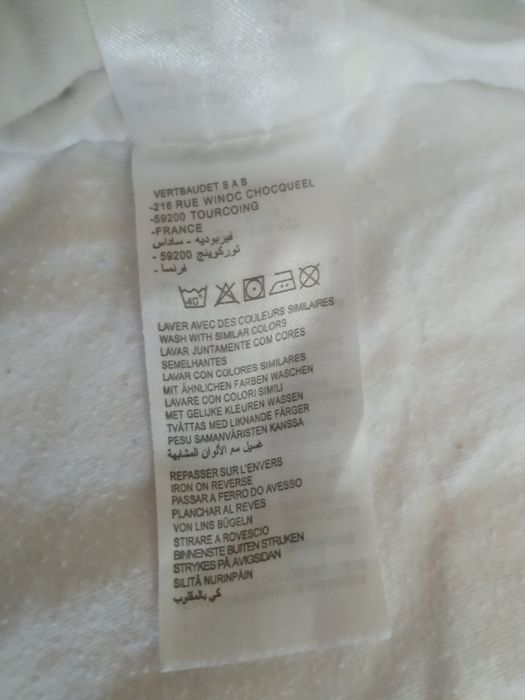 VERTBAUDET S A S
-216 RUE WINOC CHOCQUEEL
-59200 TOURCOING
-FRANCE
فيربوديه - ساداس
توركوينج 59200 -
فرنسا -
40°
LAVER AVEC DES COULEURS SIMILAIRES
WASH WITH SIMILAR COLORS
LAVAR JUNTAMENTE COM CORES
SEMELHANTES
LAVAR CON COLORES SIMILARES
MIT ÄHNLICHEN FARBEN WASCHEN
LAVARE CON COLORI SIMILI
MET GELIJKE KLEUREN WASSEN
TVÄTTAS MED LIKNANDE FÄRGER
PESU SAMANVÄRISTEN KANSSA
غسيل مع الألوان المشابهة
REPASSER SUR L'ENVERS
IRON ON REVERSE
PASSAR A FERRO DO AVESSO
PLANCHAR AL REVES
VON LINS BÜGELN
STIRARE A ROVESCIO
BINNENSTE BUITEN STRIJKEN
STRYKES PÅ AVIGSIDAN
SILITÄ NURINPÄIN
كي بالمقلوب